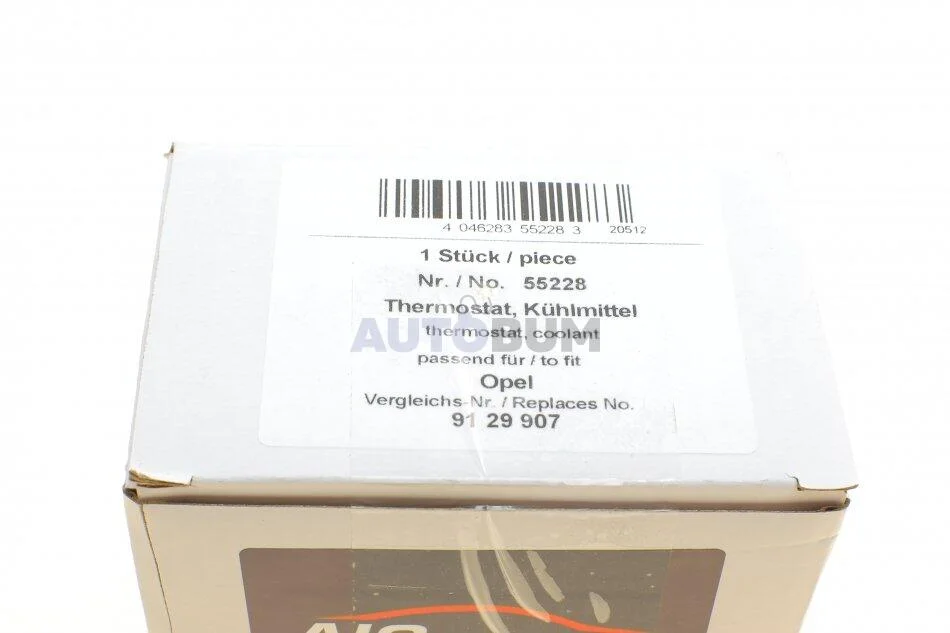 4 046283 55228 3 20512
1 Stück / piece
Nr. / No. 55228
Thermostat, Kühlmittel
AUTOBUM
thermostat, coolant
passend für / to fit
Opel
Vergleichs-Nr. / Replaces No.
91 29 907
AIC